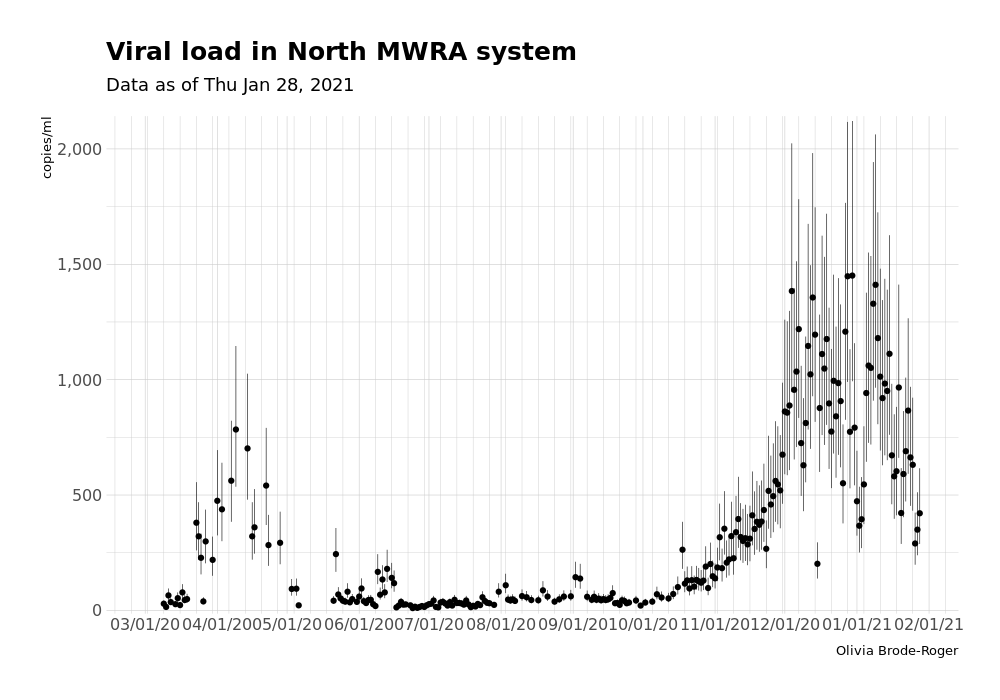 Viral load in North MWRA system
Data as of Thu Jan 28, 2021
copies/ml
2,000
1,500
1,000
500
0
03/01/20 04/01/20 05/01/20 06/01/20 07/01/20 08/01/20 09/01/20 10/01/20 11/01/20 12/01/20 01/01/21 02/01/21
Olivia Brode-Roger